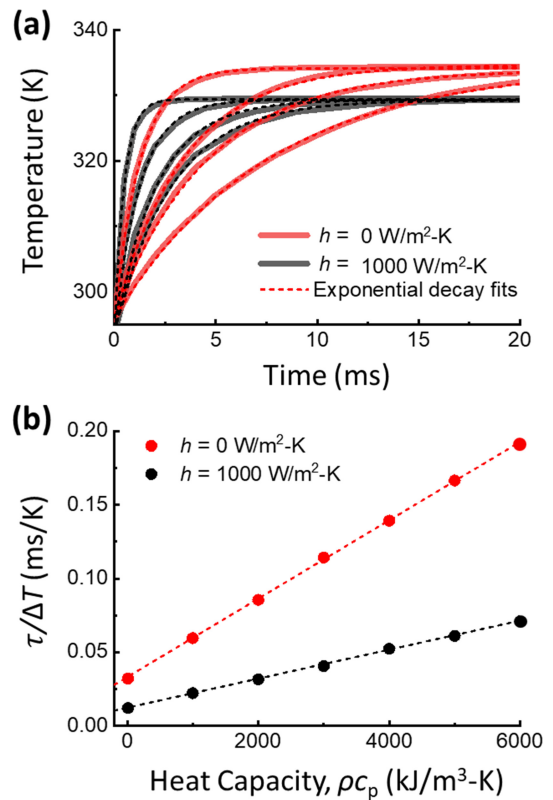 (a)
340
320
300
Temperature (K)
h = 0 W/m²-K
h = 1000 W/m²-K
Exponential decay fits
0 5 10 15 20
Time (ms)
(b)
0.20
0.15
0.10
0.05
0.00
τ/ΔT (ms/K)
h = 0 W/m²-K
h = 1000 W/m²-K
0 2000 4000 6000
Heat Capacity, ρcₚ (kJ/m³-K)